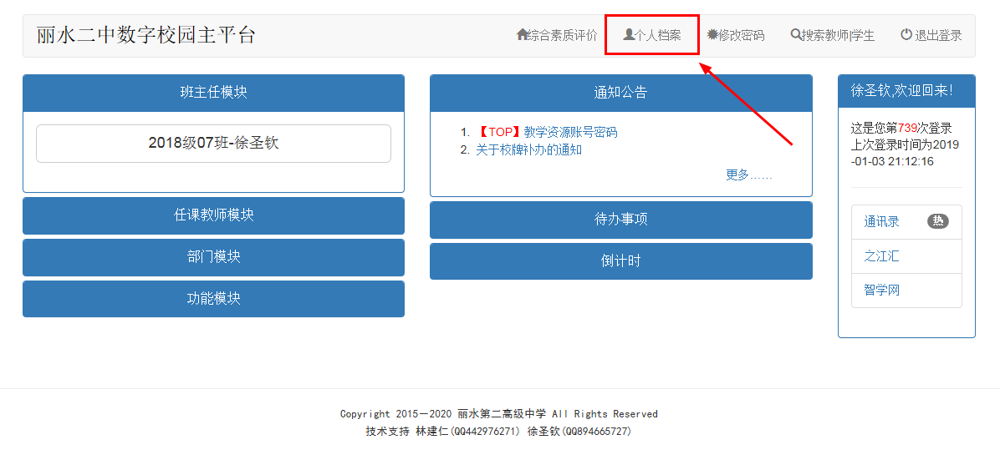 丽水二中数字校园主平台
综合素质评价 个人档案 修改密码 搜索教师|学生 退出登录
班主任模块
2018级07班-徐圣钦
任课教师模块
部门模块
功能模块
通知公告
1. 【TOP】教学资源账号密码
2. 关于校牌补办的通知
更多……
待办事项
倒计时
徐圣钦,欢迎回来!
这是您第739次登录
上次登录时间为2019
-01-03 21:12:16
通讯录 热
之江汇
智学网
Copyright 2015-2020 丽水第二高级中学 All Rights Reserved
技术支持 林建仁(QQ442976271) 徐圣钦(QQ894665727)